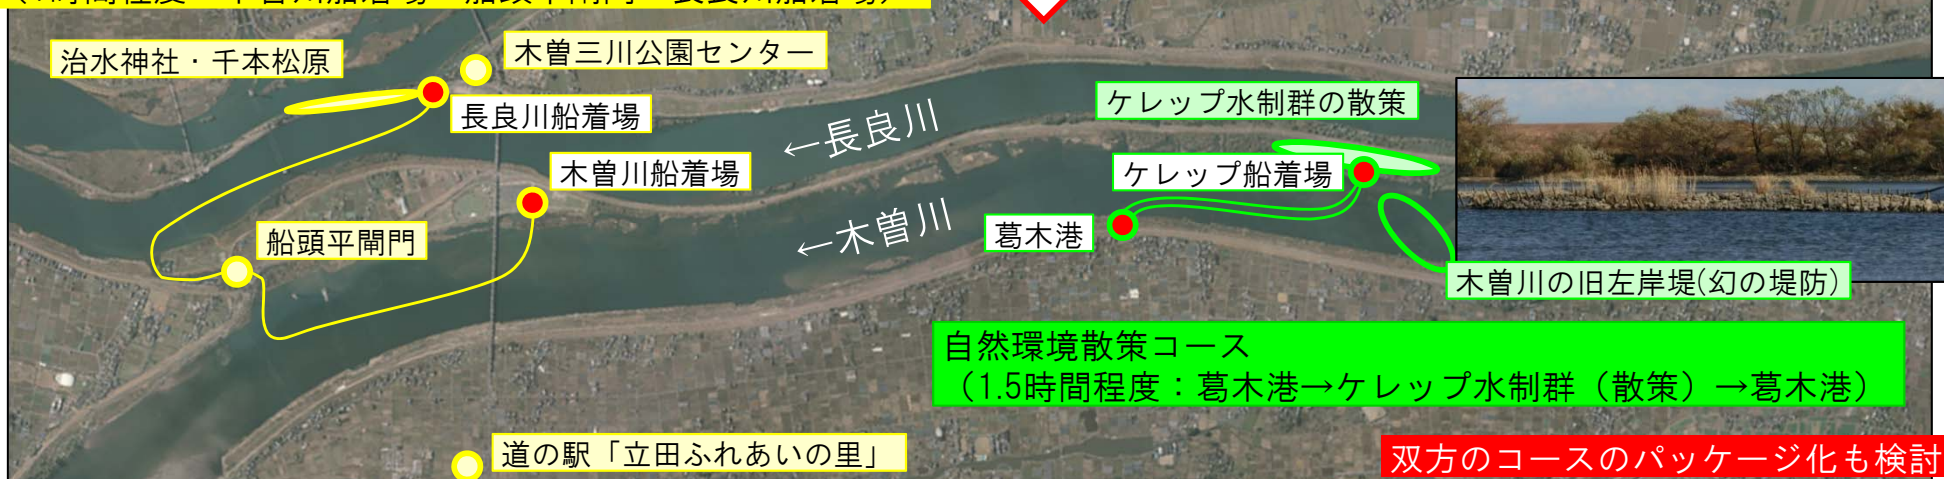 治水神社・千本松原
木曽三川公園センター
長良川船着場
←長良川
ケレップ水制群の散策
木曽川船着場
ケレップ船着場
←木曽川
葛木港
船頭平閘門
木曽川の旧左岸堤(幻の堤防)
自然環境散策コース
（1.5時間程度：葛木港→ケレップ水制群（散策）→葛木港）
道の駅「立田ふれあいの里」
双方のコースのパッケージ化も検討